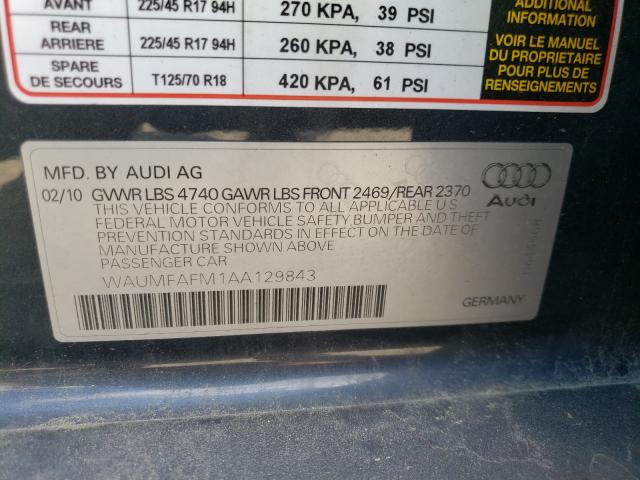 AVANT 225/45 R17 94H 270 KPA, 39 PSI
REAR
ARRIERE 225/45 R17 94H 260 KPA, 38 PSI
SPARE
DE SECOURS T125/70 R18 420 KPA, 61 PSI
ADDITIONAL
INFORMATION
VOIR LE MANUEL
DU PROPRIETAIRE
POUR PLUS DE
RENSEIGNEMENTS
MFD. BY AUDI AG
02/10 GVWR LBS 4740 GAWR LBS FRONT 2469/REAR 2370
THIS VEHICLE CONFORMS TO ALL APPLICABLE U S
FEDERAL MOTOR VEHICLE SAFETY, BUMPER AND THEFT
PREVENTION STANDARDS IN EFFECT ON THE DATE OF
MANUFACTURE SHOWN ABOVE
PASSENGER CAR
WAUMFAFM1AA129843
Audi
GERMANY